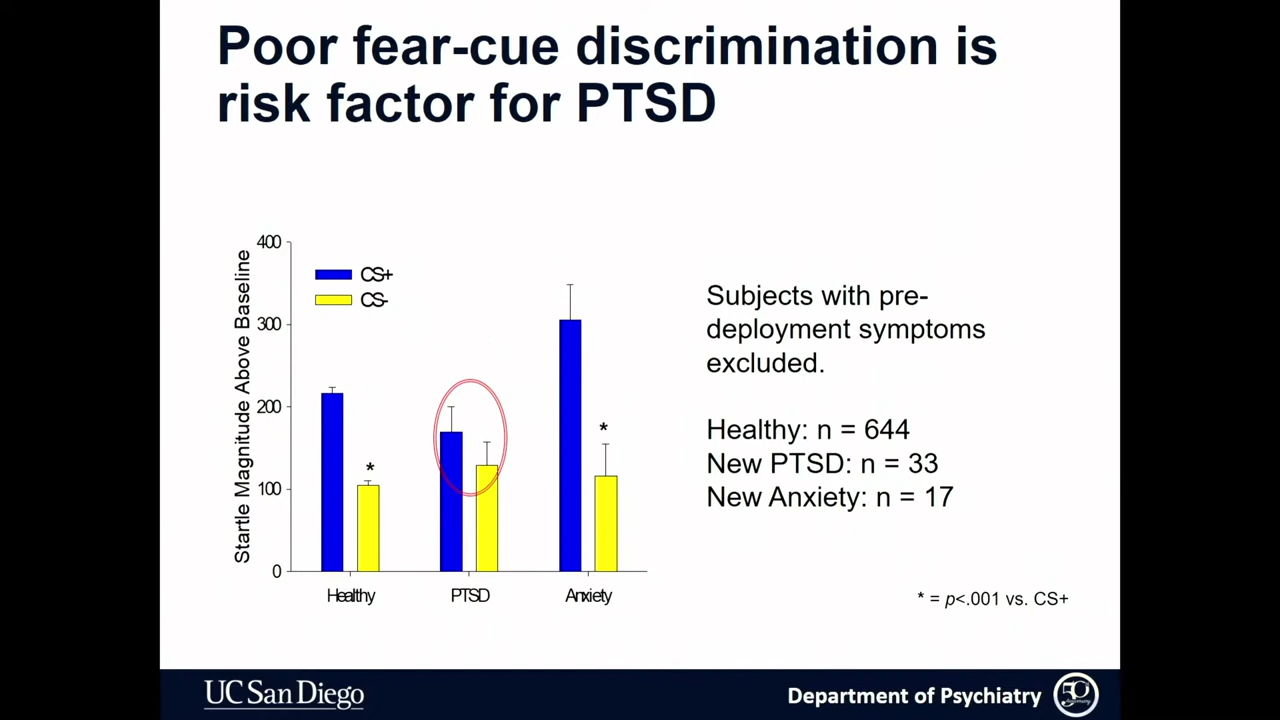 Poor fear-cue discrimination is
risk factor for PTSD
Startle Magnitude Above Baseline
400
300
200
100
0
CS+
CS-
*
*
Healthy
PTSD
Anxiety
Subjects with pre-
deployment symptoms
excluded.
Healthy: n = 644
New PTSD: n = 33
New Anxiety: n = 17
* = p<.001 vs. CS+
UC San Diego
Department of Psychiatry
50